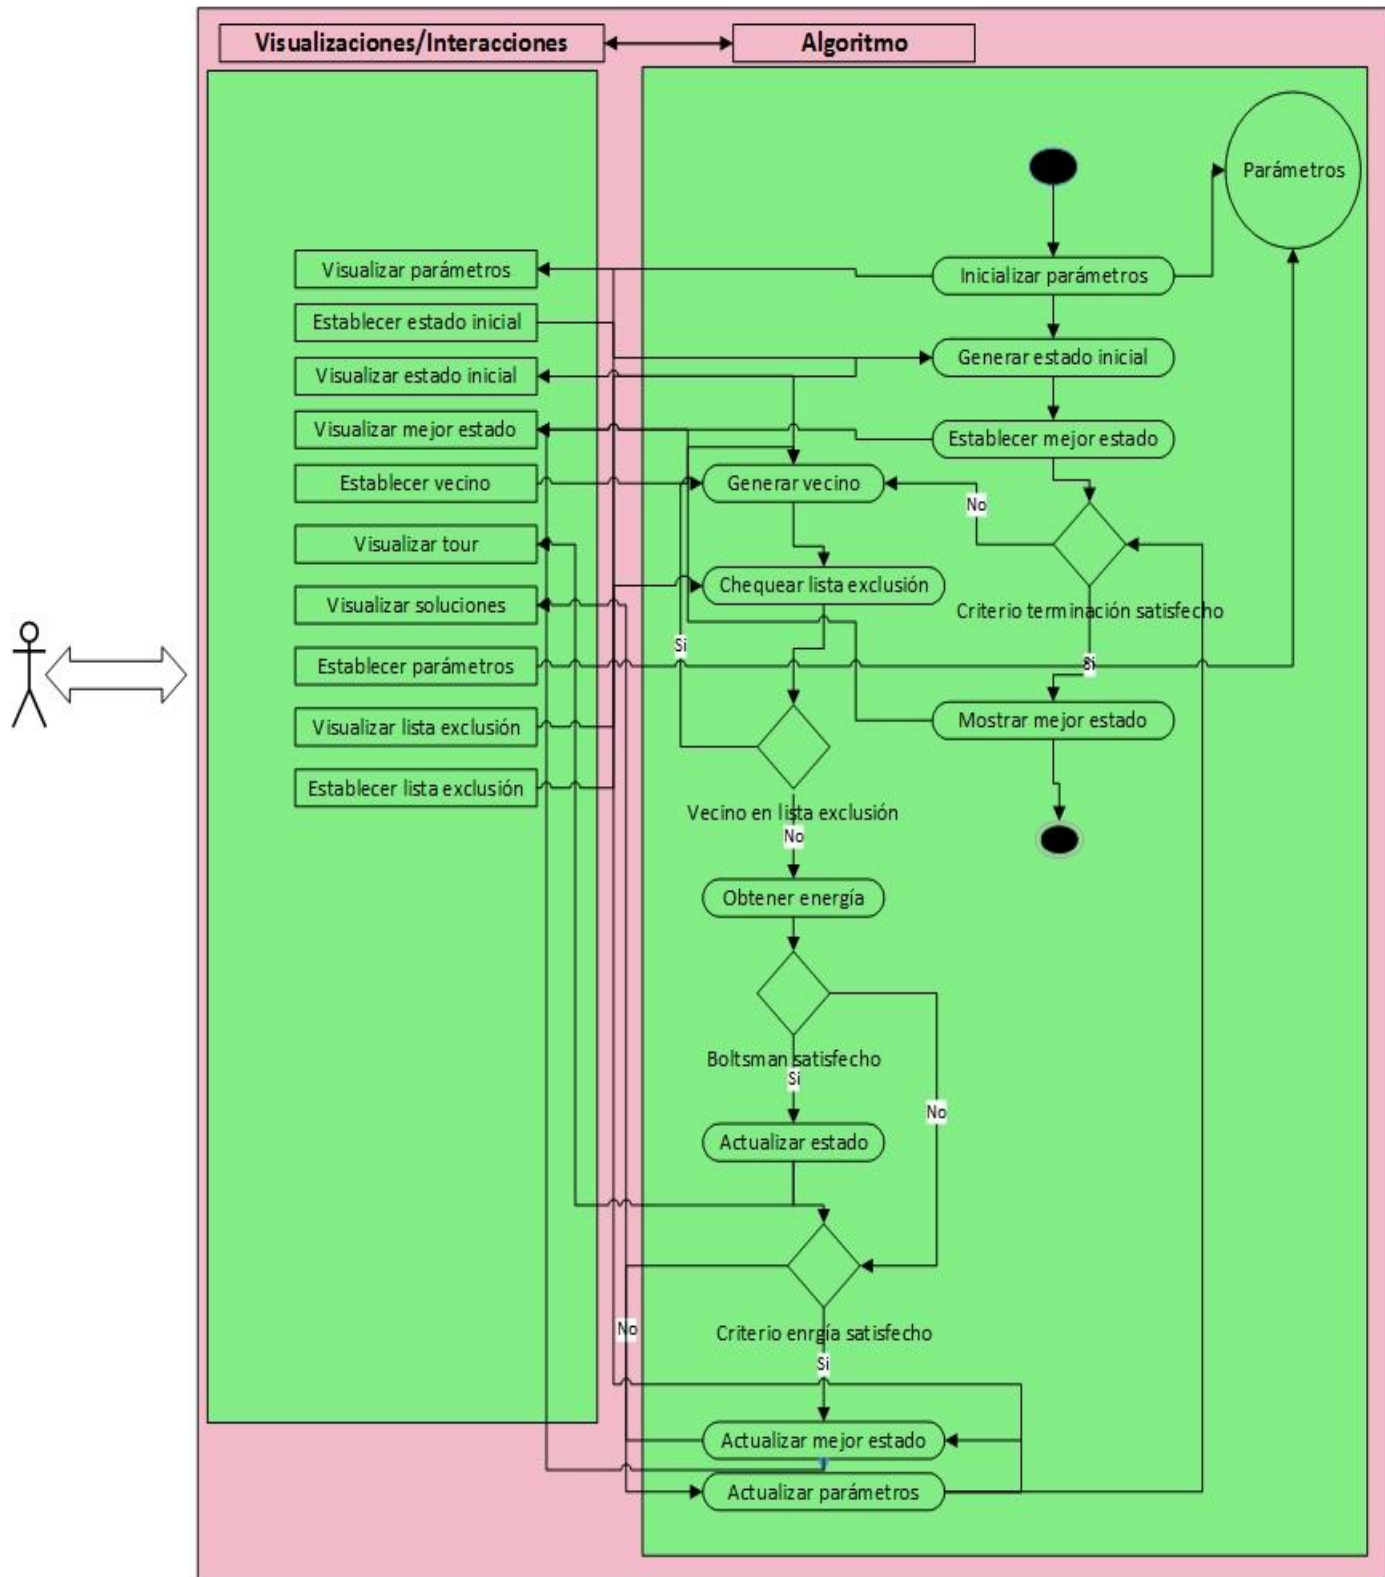 Visualizaciones/Interacciones
Algoritmo
Parámetros
Visualizar parámetros
Inicializar parámetros
Establecer estado inicial
Generar estado inicial
Visualizar estado inicial
Visualizar mejor estado
Establecer mejor estado
Establecer vecino
Generar vecino
No
Visualizar tour
Chequear lista exclusión
Visualizar soluciones
Criterio terminación satisfecho
Si
Establecer parámetros
Si
Visualizar lista exclusión
Mostrar mejor estado
Establecer lista exclusión
Vecino en lista exclusión
No
Obtener energía
Boltsman satisfecho
Si
No
Actualizar estado
No
Criterio enrgía satisfecho
Si
Actualizar mejor estado
Actualizar parámetros